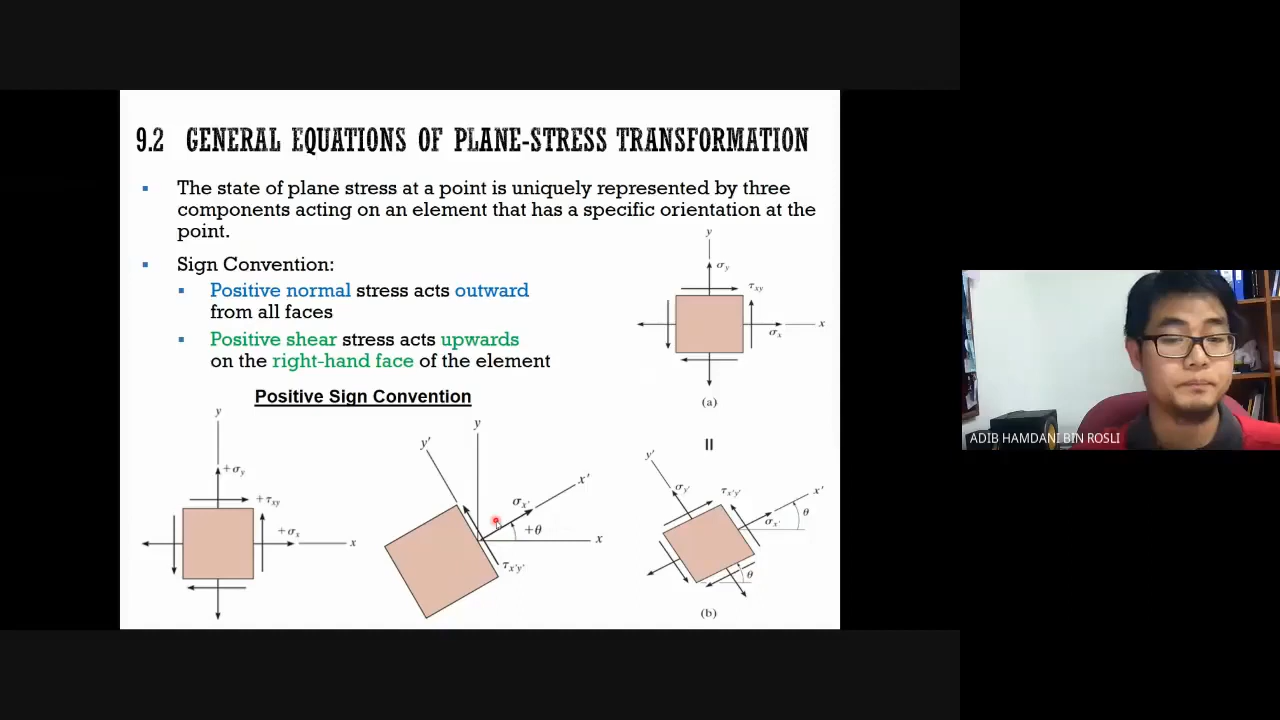 9.2 GENERAL EQUATIONS OF PLANE-STRESS TRANSFORMATION
The state of plane stress at a point is uniquely represented by three
components acting on an element that has a specific orientation at the
point.
Sign Convention:
Positive normal stress acts outward
from all faces
Positive shear stress acts upwards
on the right-hand face of the element
Positive Sign Convention
y
+σy
+τxy
+σx
x
y'
y
x'
σx'
+θ
x
τx'y'
y
σy
τxy
x
σx
(a)
=
y'
σy'
τx'y'
x'
θ
σx'
θ
(b)
ADIB HAMDANI BIN ROSLI